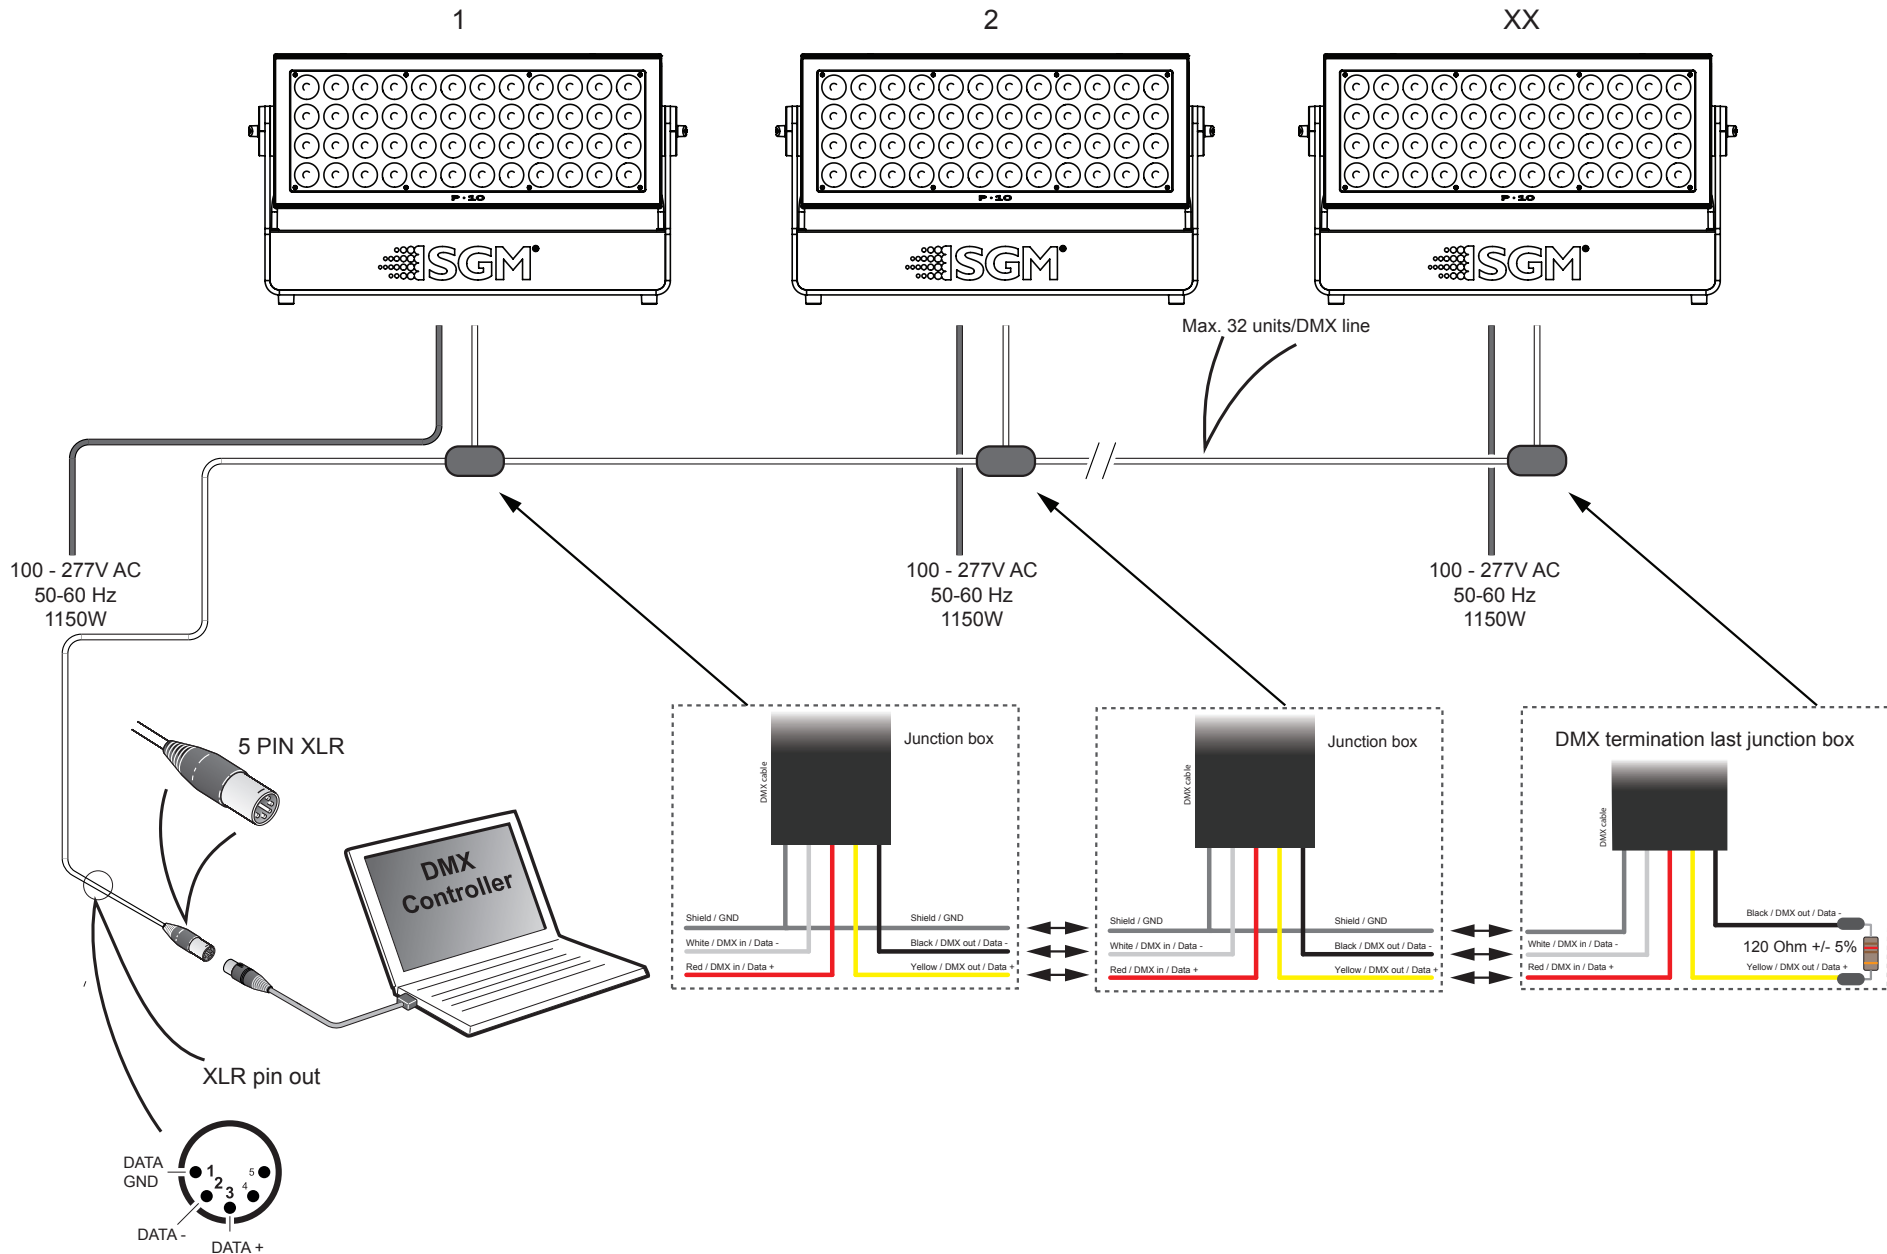 1
2
XX
P·10
P·10
P·10
SGM®
SGM®
SGM®
Max. 32 units/DMX line
100 - 277V AC
50-60 Hz
1150W
100 - 277V AC
50-60 Hz
1150W
100 - 277V AC
50-60 Hz
1150W
5 PIN XLR
DMX
Controller
XLR pin out
DATA
GND
DATA -
DATA +
1
2
3
4
5
Junction box
DMX cable
Shield / GND
Shield / GND
White / DMX in / Data -
Black / DMX out / Data -
Red / DMX in / Data +
Yellow / DMX out / Data +
Junction box
DMX cable
Shield / GND
Shield / GND
White / DMX in / Data -
Black / DMX out / Data -
Red / DMX in / Data +
Yellow / DMX out / Data +
DMX termination last junction box
DMX cable
Black / DMX out / Data -
White / DMX in / Data -
120 Ohm +/- 5%
Red / DMX in / Data +
Yellow / DMX out / Data +